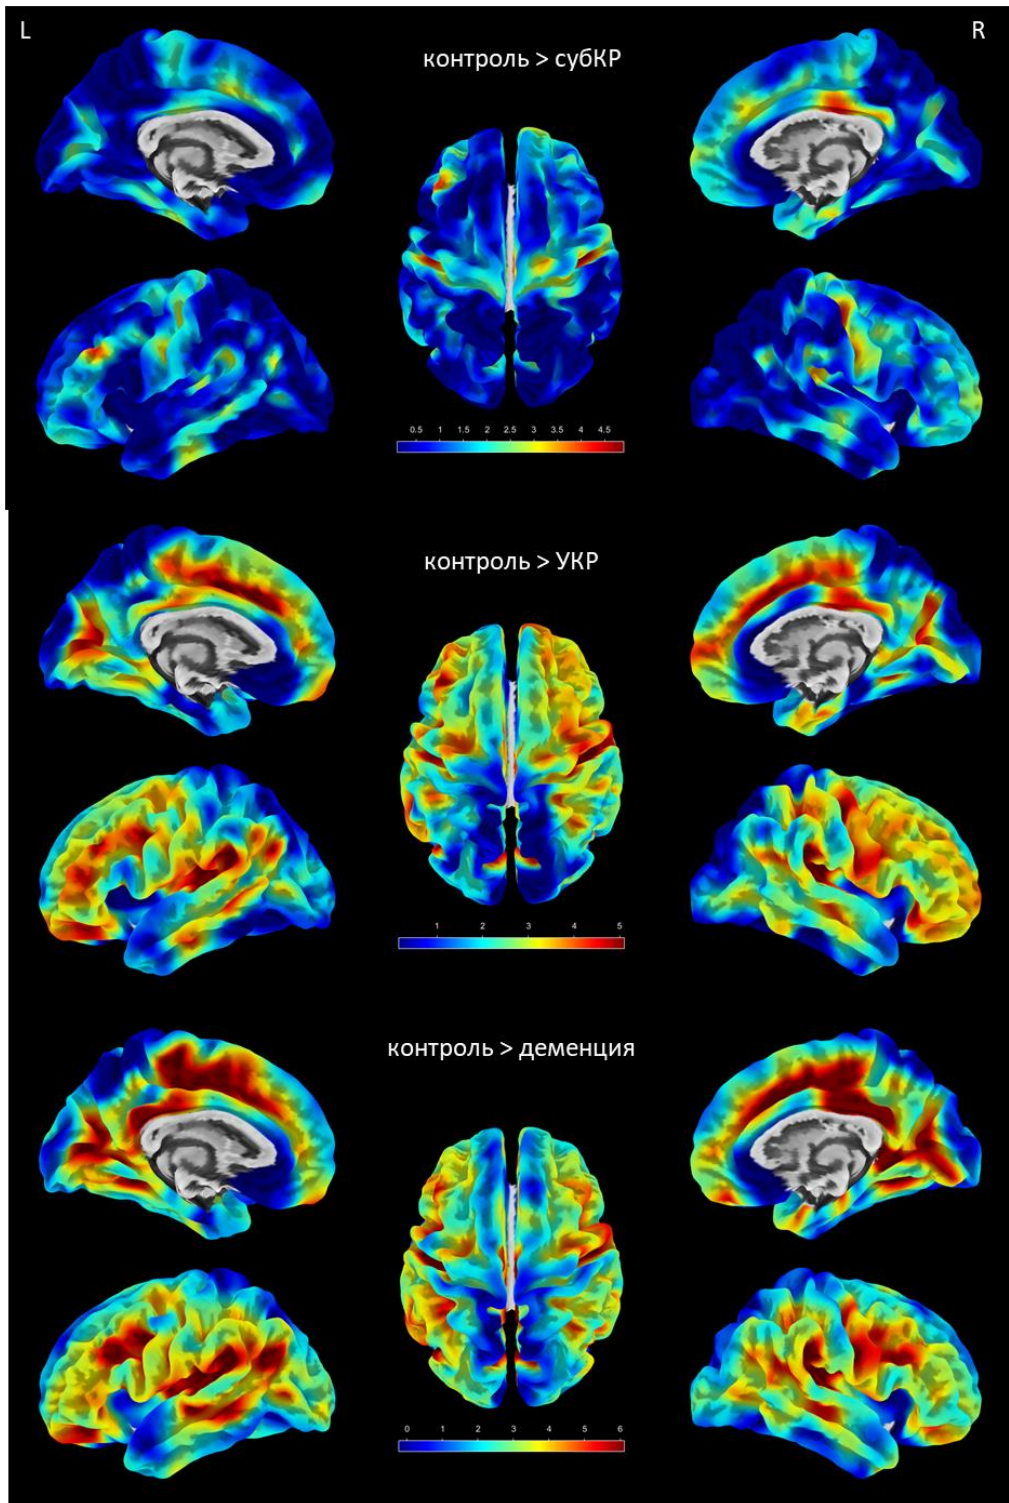 L
R
контроль > субКР
0.5 1 1.5 2 2.5 3 3.5 4 4.5
контроль > УКР
1 2 3 4 5
контроль > деменция
0 1 2 3 4 5 6